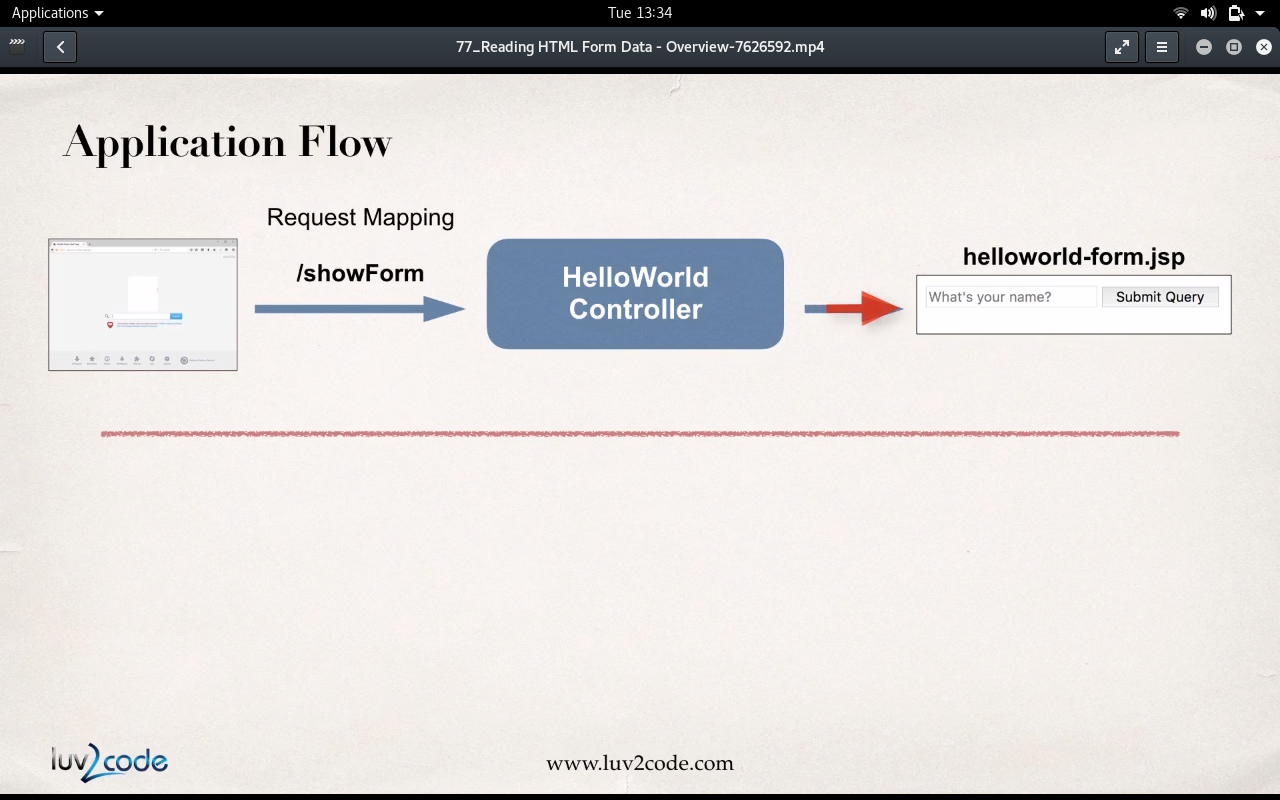 Applications
Tue 13:34
77_Reading HTML Form Data - Overview-7626592.mp4
Application Flow
Request Mapping
/showForm
HelloWorld
Controller
helloworld-form.jsp
What's your name?
Submit Query
luv2code
www.luv2code.com